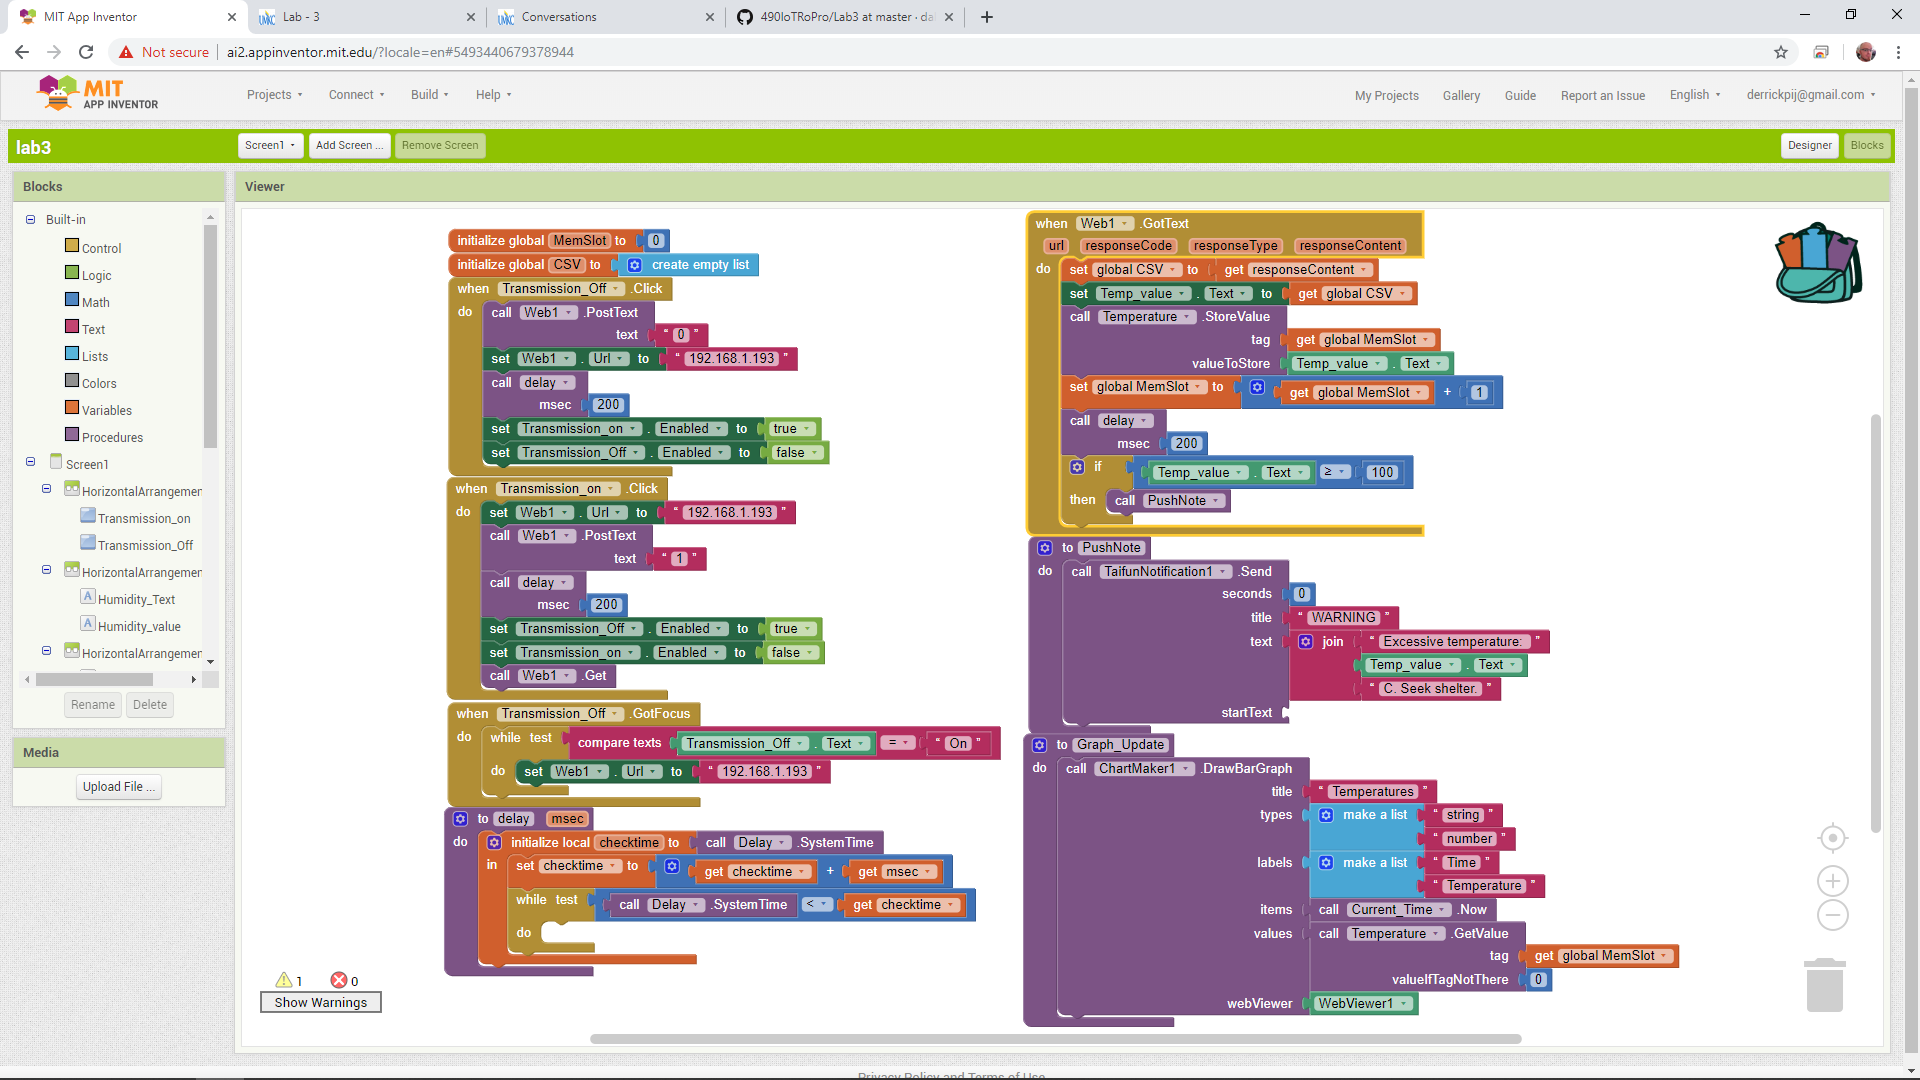 MIT App Inventor
Lab - 3
Conversations
490IoTRoPro/Lab3 at master · da
Not secure | ai2.appinventor.mit.edu/?locale=en#5493440679378944
MIT
APP INVENTOR
Projects
Connect
Build
Help
My Projects
Gallery
Guide
Report an Issue
English
derrickpij@gmail.com
lab3
Screen1
Add Screen ...
Remove Screen
Designer
Blocks
Blocks
Built-in
Control
Logic
Math
Text
Lists
Colors
Variables
Procedures
Screen1
HorizontalArrangemen
Transmission_on
Transmission_Off
HorizontalArrangemen
Humidity_Text
Humidity_value
HorizontalArrangemen
Rename
Delete
Media
Upload File ...
Viewer
initialize global MemSlot to 0
initialize global CSV to create empty list
when Transmission_Off .Click
do call Web1 .PostText
text " 0 "
set Web1 . Url to " 192.168.1.193 "
call delay
msec 200
set Transmission_on . Enabled to true
set Transmission_Off . Enabled to false
when Transmission_on .Click
do set Web1 . Url to " 192.168.1.193 "
call Web1 .PostText
text " 1 "
call delay
msec 200
set Transmission_Off . Enabled to true
set Transmission_on . Enabled to false
call Web1 .Get
when Transmission_Off .GotFocus
do while test compare texts Transmission_Off . Text = " On "
do set Web1 . Url to " 192.168.1.193 "
to delay msec
do initialize local checktime to call Delay .SystemTime
in set checktime to get checktime + get msec
while test call Delay .SystemTime < get checktime
do
1
0
Show Warnings
when Web1 .GotText
url responseCode responseType responseContent
do set global CSV to get responseContent
set Temp_value . Text to get global CSV
call Temperature .StoreValue
tag get global MemSlot
valueToStore Temp_value . Text
set global MemSlot to get global MemSlot + 1
call delay
msec 200
if Temp_value . Text ≥ 100
then call PushNote
to PushNote
do call TaifunNotification1 .Send
seconds 0
title " WARNING "
text join " Excessive temperature: "
Temp_value . Text
" C. Seek shelter. "
startText
to Graph_Update
do call ChartMaker1 .DrawBarGraph
title " Temperatures "
types make a list " string "
" number "
labels make a list " Time "
" Temperature "
items call Current_Time .Now
values call Temperature .GetValue
tag get global MemSlot
valueIfTagNotThere 0
webViewer WebViewer1
Privacy Policy and Terms of Use